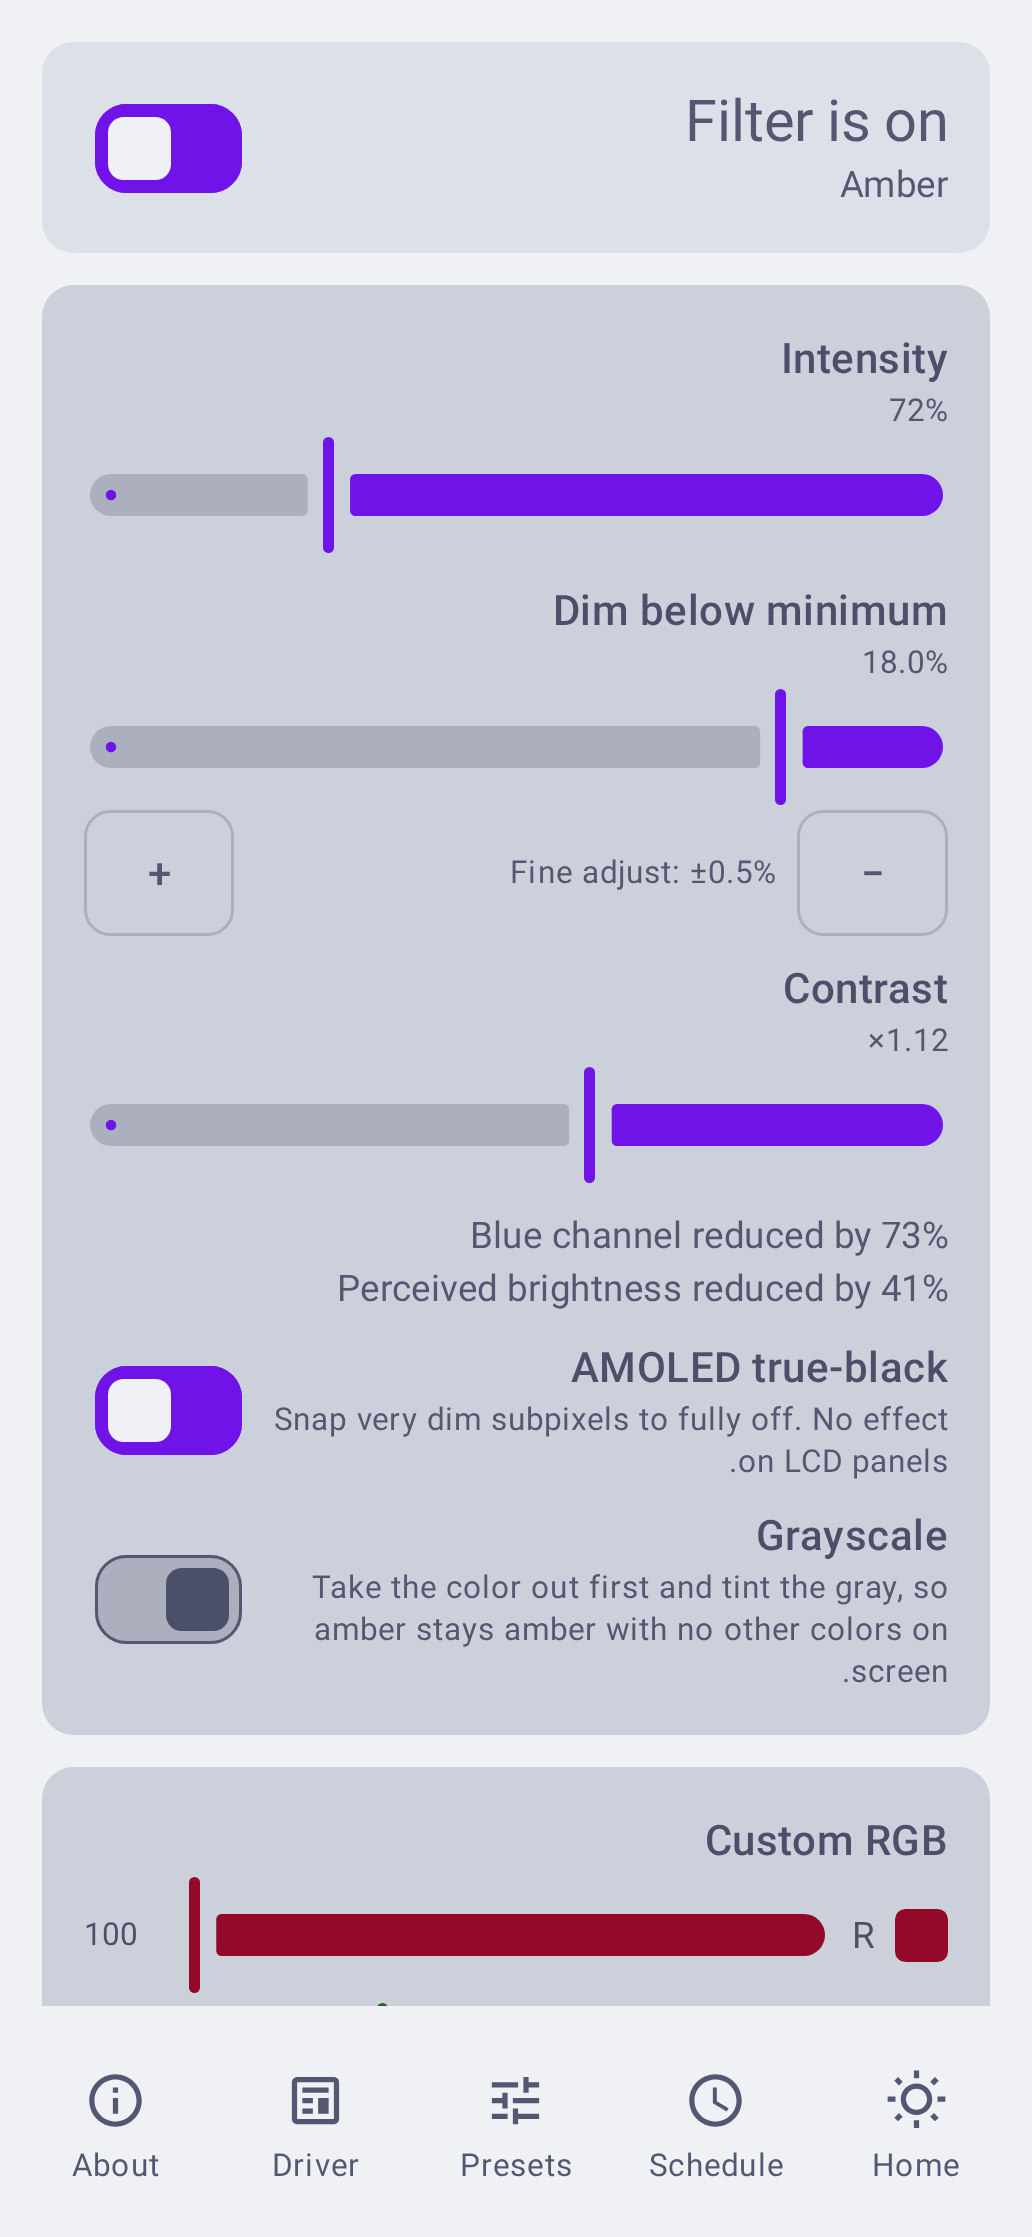 Filter is on
Amber
Intensity
72%
Dim below minimum
18.0%
−
Fine adjust: ±0.5%
+
Contrast
×1.12
Blue channel reduced by 73%
Perceived brightness reduced by 41%
AMOLED true-black
Snap very dim subpixels to fully off. No effect
.on LCD panels
Grayscale
Take the color out first and tint the gray, so
amber stays amber with no other colors on
.screen
Custom RGB
R
100
Home
Schedule
Presets
Driver
About